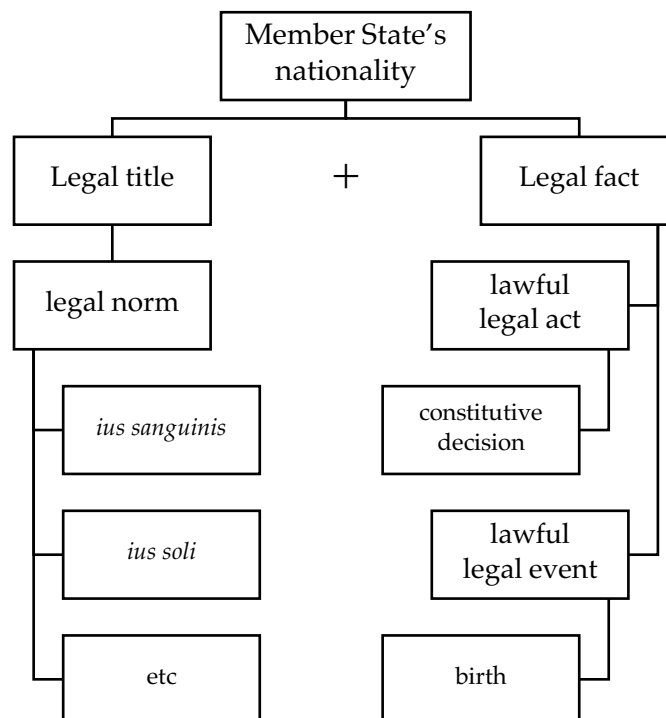 Member State’s
nationality
Legal title
+
Legal fact
legal norm
lawful
legal act
ius sanguinis
constitutive
decision
ius soli
lawful
legal event
etc
birth